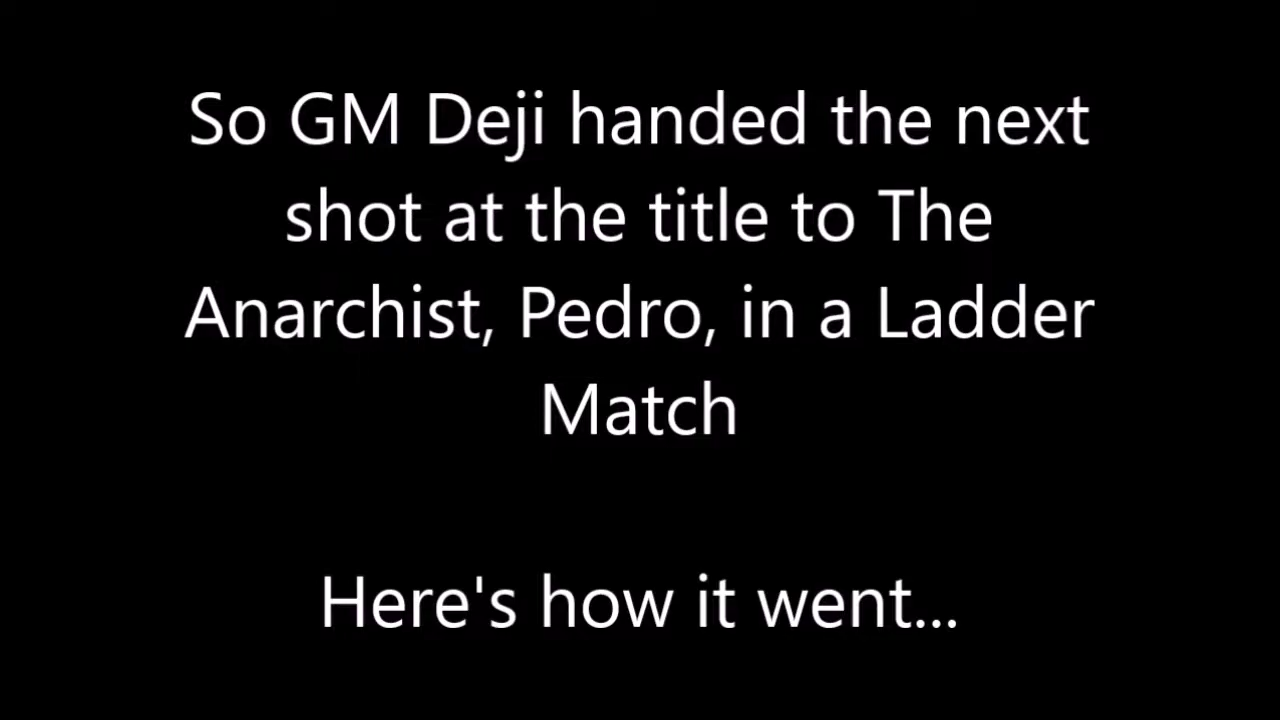 So GM Deji handed the next
shot at the title to The
Anarchist, Pedro, in a Ladder
Match
Here's how it went...